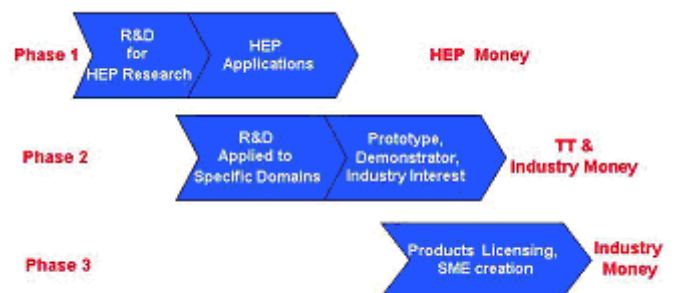 Phase 1
R&D
for
HEP Research
HEP
Applications
HEP Money
Phase 2
R&D
Applied to
Specific Domains
Prototype,
Demonstrator,
Industry Interest
TT &
Industry Money
Phase 3
Products Licensing,
SME creation
Industry
Money